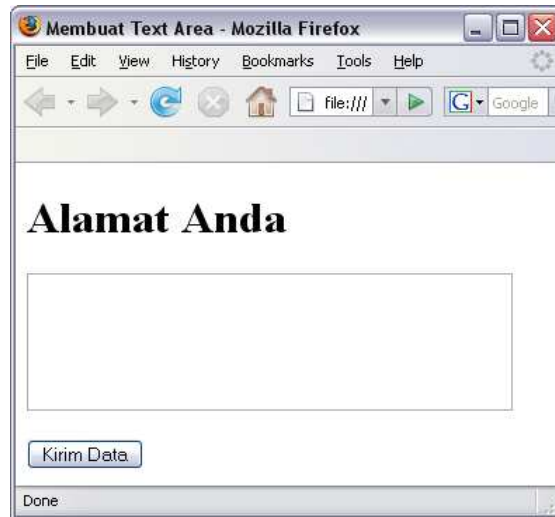 Membuat Text Area - Mozilla Firefox
File Edit View History Bookmarks Tools Help
file:/// G Google
Alamat Anda
Kirim Data
Done